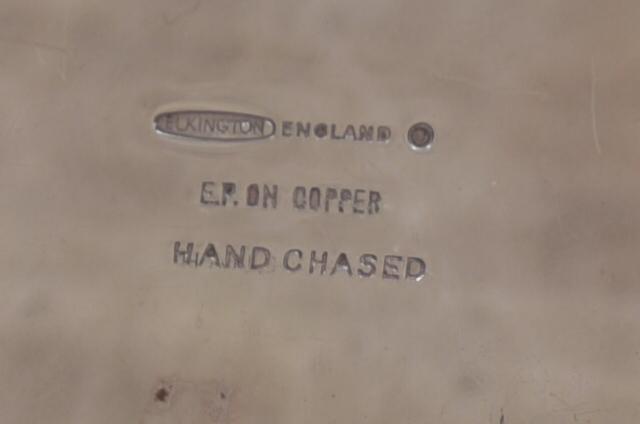 ELKINGTON ENGLAND
E.P. ON COPPER
HAND CHASED